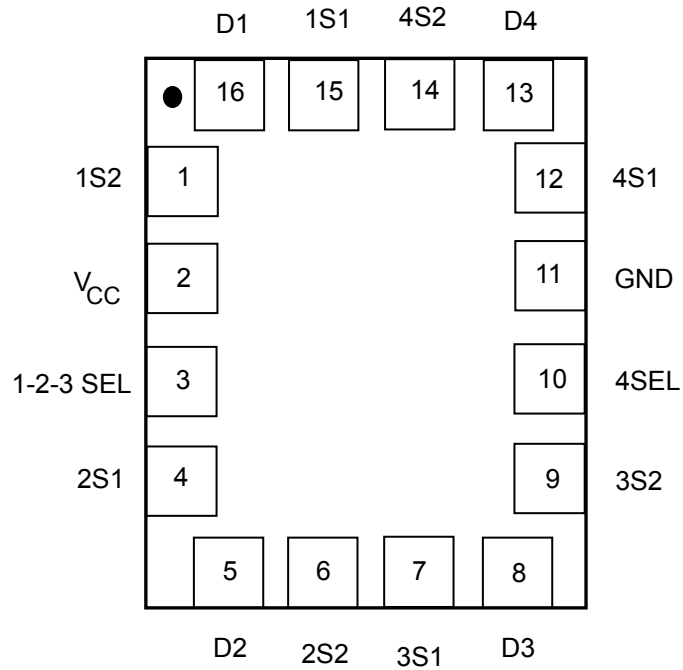 D1 1S1 4S2 D4
16 15 14 13
1S2 1 12 4S1
VCC 2 11 GND
1-2-3 SEL 3 10 4SEL
2S1 4 9 3S2
5 6 7 8
D2 2S2 3S1 D3